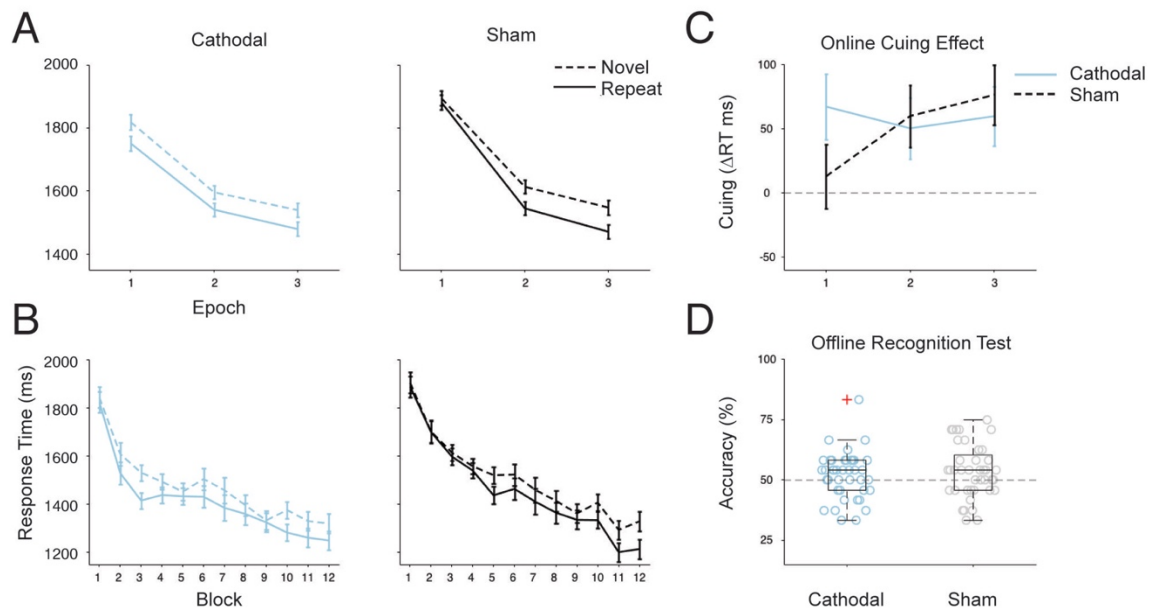 A
Cathodal
Sham
2000
1800
1600
1400
Novel
Repeat
1 2 3
1 2 3
Epoch
B
Response Time (ms)
2000
1800
1600
1400
1200
1 2 3 4 5 6 7 8 9 10 11 12
1 2 3 4 5 6 7 8 9 10 11 12
Block
C
Online Cuing Effect
Cuing (ΔRT ms)
100
50
0
-50
Cathodal
Sham
1 2 3
D
Offline Recognition Test
Accuracy (%)
100
75
50
25
Cathodal Sham